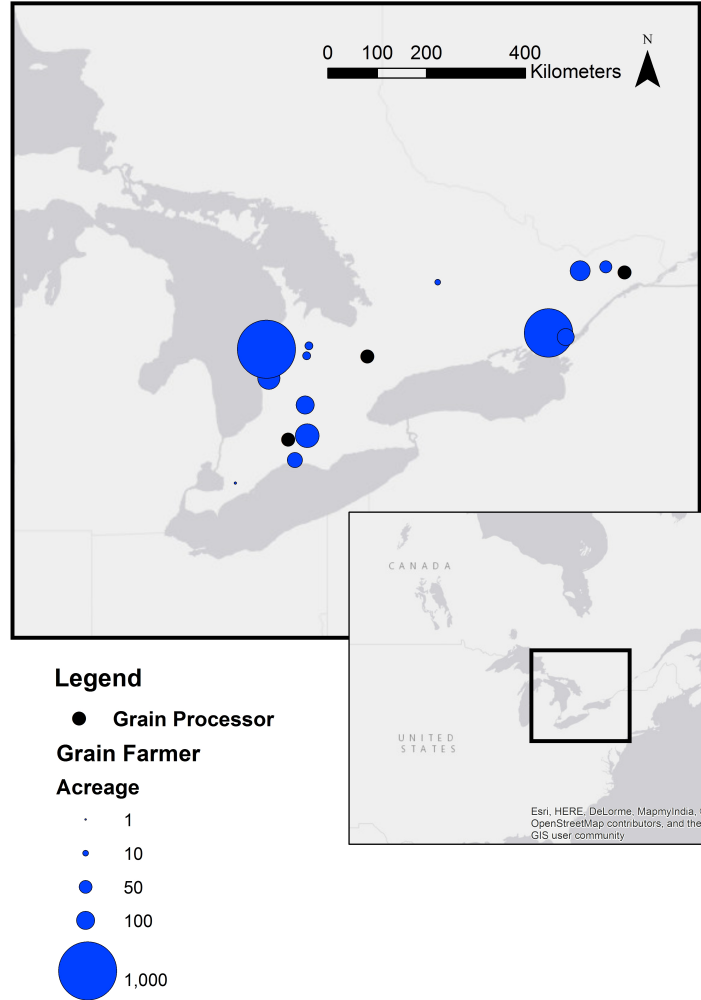 0 100 200 400
Kilometers
N
CANADA
UNITED
STATES
Esri, HERE, DeLorme, MapmyIndia,
OpenStreetMap contributors, and the
GIS user community
Legend
Grain Processor
Grain Farmer
Acreage
1
10
50
100
1,000